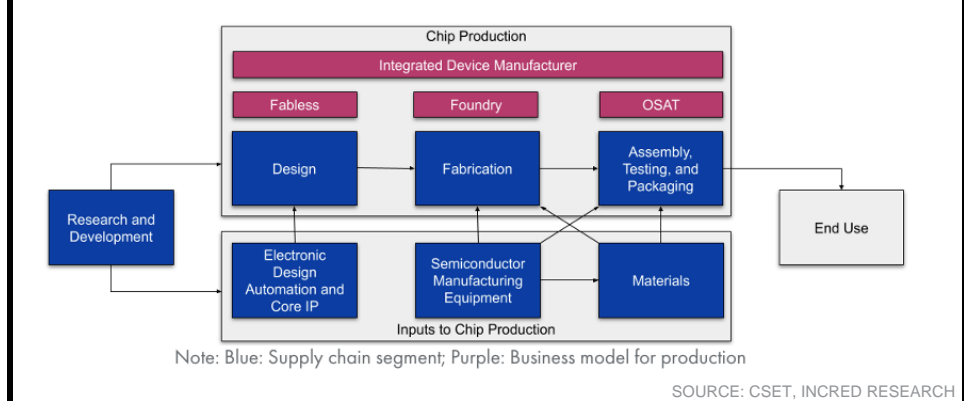 Chip Production
Integrated Device Manufacturer
Fabless
Foundry
OSAT
Design
Fabrication
Assembly,
Testing, and
Packaging
Research and
Development
End Use
Electronic
Design
Automation and
Core IP
Semiconductor
Manufacturing
Equipment
Materials
Inputs to Chip Production
Note: Blue: Supply chain segment; Purple: Business model for production
SOURCE: CSET, INCRED RESEARCH